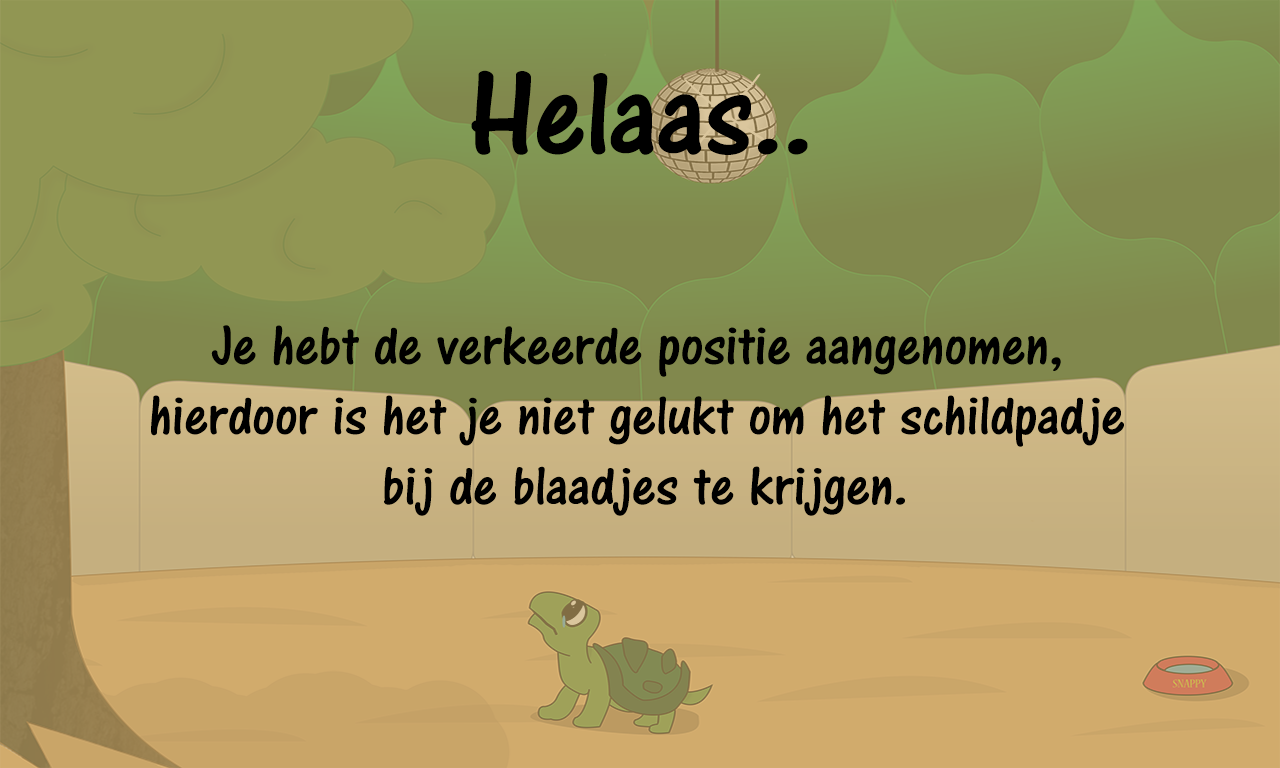 Helaas..
Je hebt de verkeerde positie aangenomen,
hierdoor is het je niet gelukt om het schildpadje
bij de blaadjes te krijgen.
SNAPPY